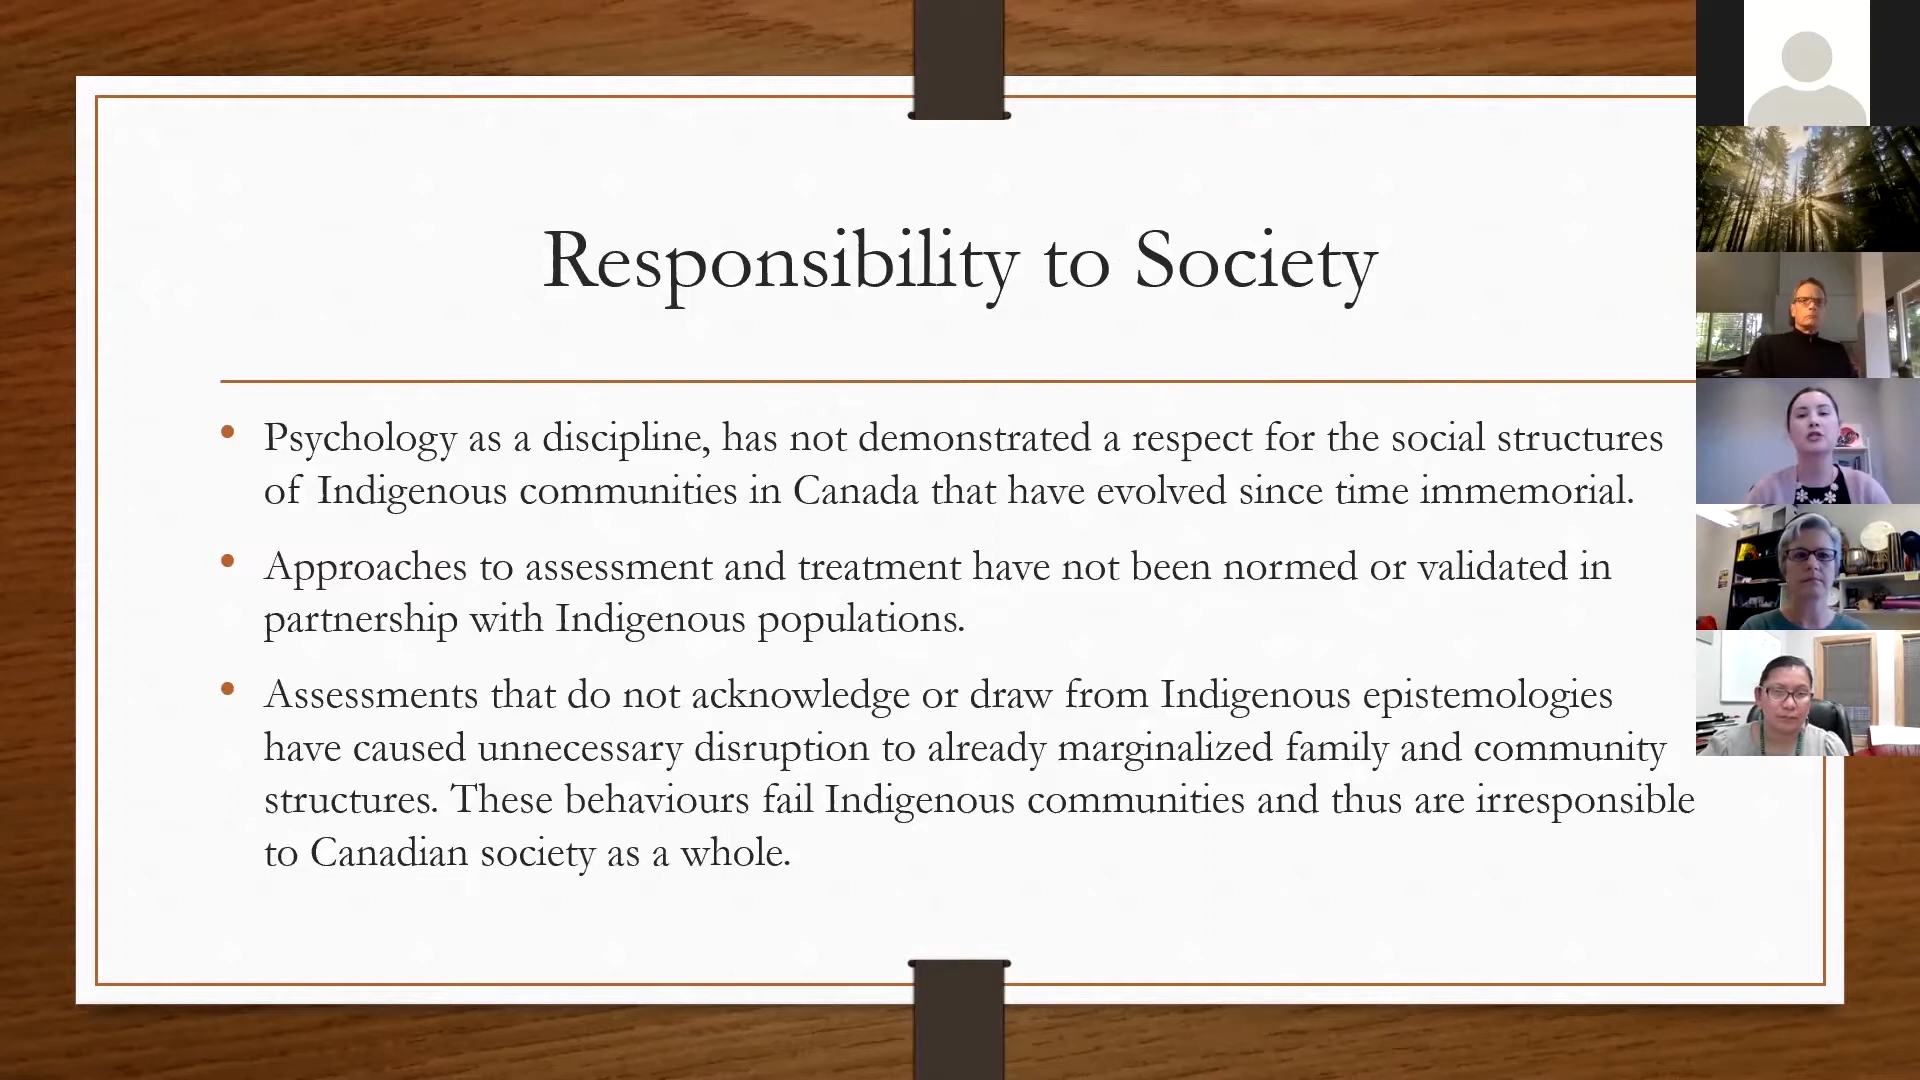 Responsibility to Society
• Psychology as a discipline, has not demonstrated a respect for the social structures
of Indigenous communities in Canada that have evolved since time immemorial.
• Approaches to assessment and treatment have not been normed or validated in
partnership with Indigenous populations.
• Assessments that do not acknowledge or draw from Indigenous epistemologies
have caused unnecessary disruption to already marginalized family and community
structures. These behaviours fail Indigenous communities and thus are irresponsible
to Canadian society as a whole.